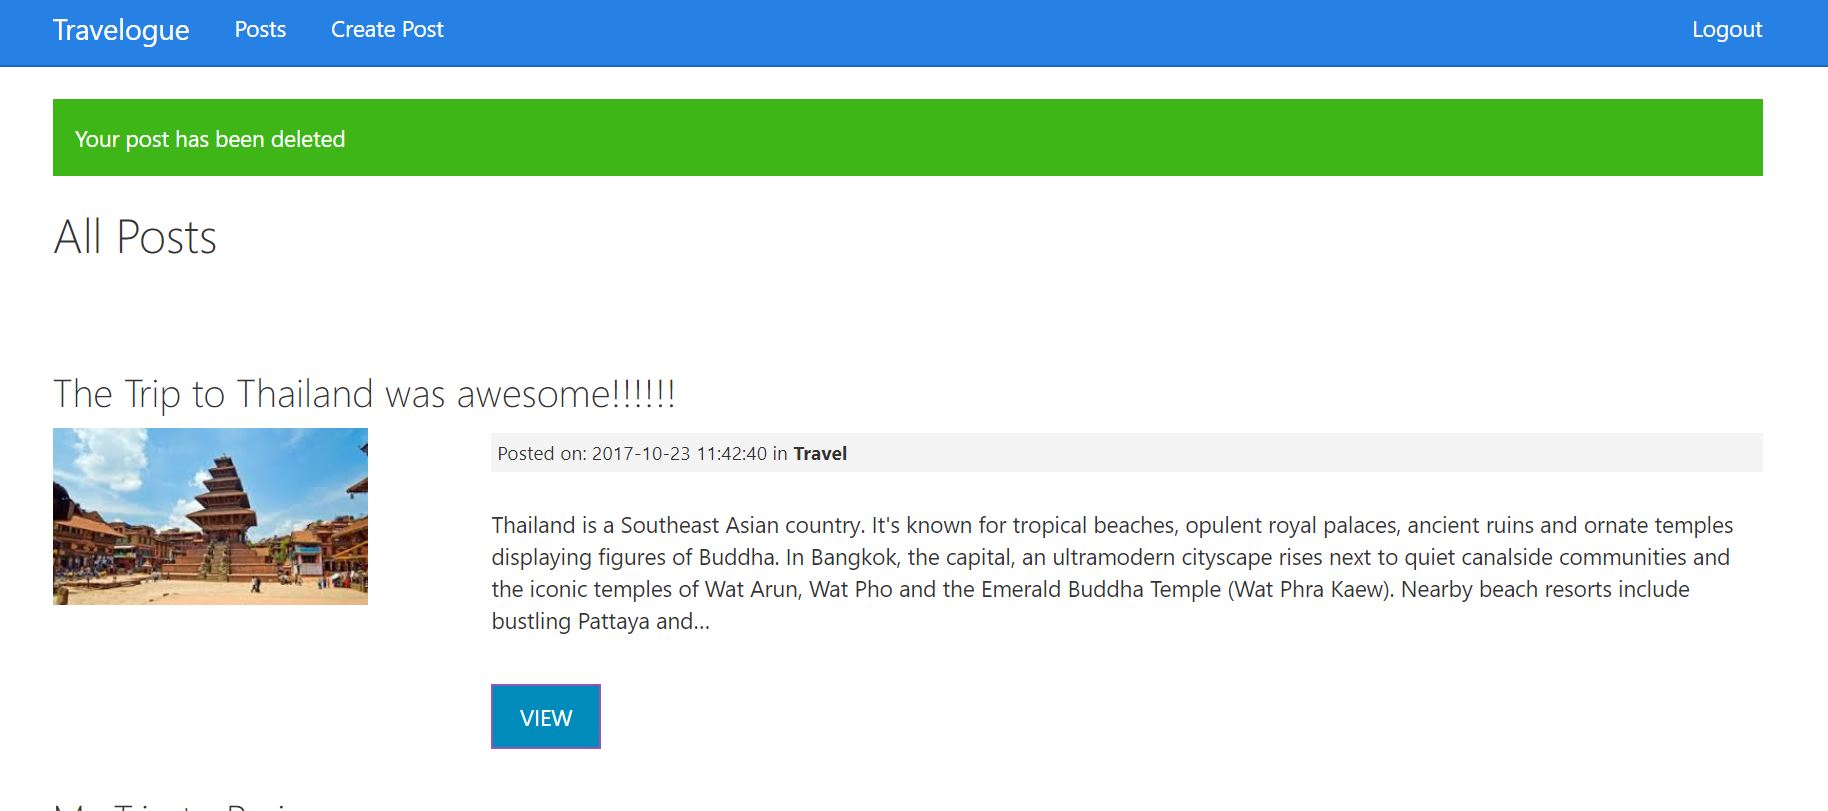 Travelogue Posts Create Post Logout
Your post has been deleted
All Posts
The Trip to Thailand was awesome!!!!!!
Posted on: 2017-10-23 11:42:40 in Travel
Thailand is a Southeast Asian country. It's known for tropical beaches, opulent royal palaces, ancient ruins and ornate temples
displaying figures of Buddha. In Bangkok, the capital, an ultramodern cityscape rises next to quiet canalside communities and
the iconic temples of Wat Arun, Wat Pho and the Emerald Buddha Temple (Wat Phra Kaew). Nearby beach resorts include
bustling Pattaya and...
VIEW